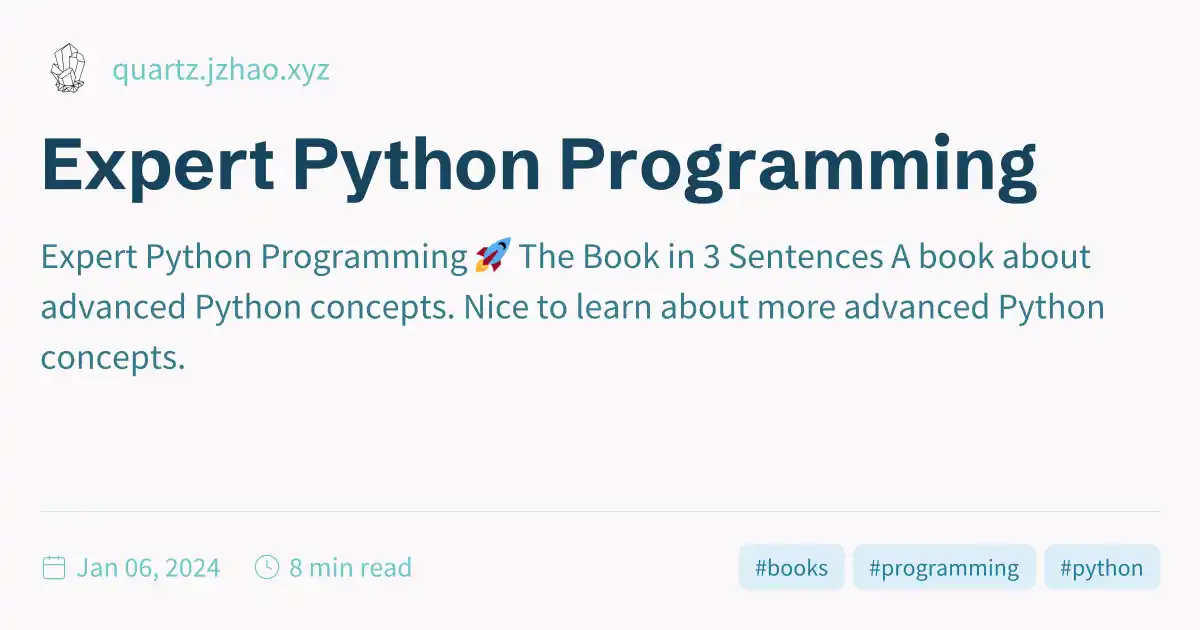 quartz.jzhao.xyz
Expert Python Programming
Expert Python Programming 🚀 The Book in 3 Sentences A book about
advanced Python concepts. Nice to learn about more advanced Python
concepts.
Jan 06, 2024 8 min read #books #programming #python